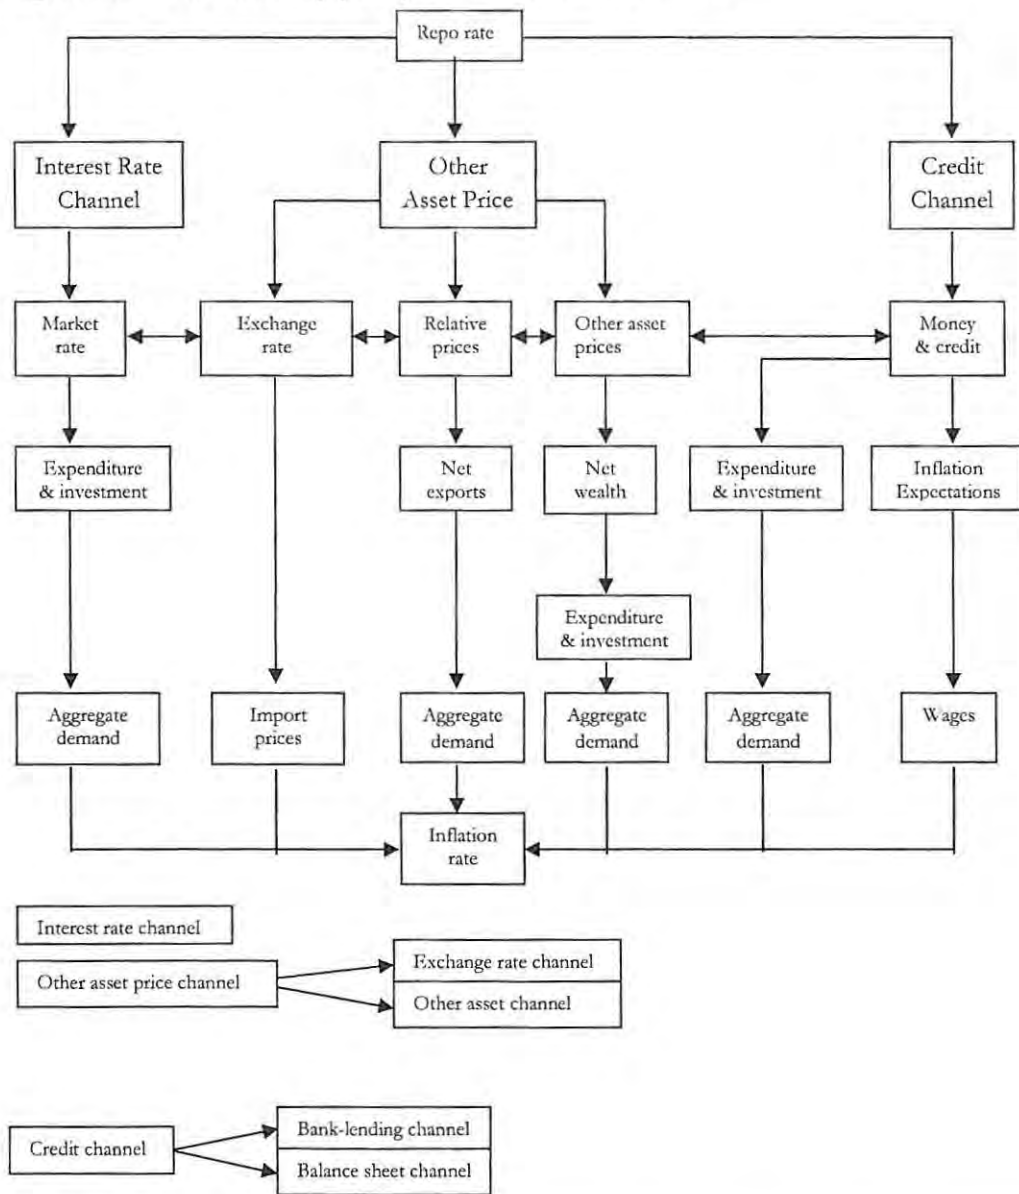 Repo rate
Interest Rate
Channel
Other
Asset Price
Credit
Channel
Market
rate
Exchange
rate
Relative
prices
Other asset
prices
Money
& credit
Expenditure
& investment
Net
exports
Net
wealth
Expenditure
& investment
Inflation
Expectations
Expenditure
& investment
Aggregate
demand
Import
prices
Aggregate
demand
Aggregate
demand
Aggregate
demand
Wages
Inflation
rate
Interest rate channel
Other asset price channel
Exchange rate channel
Other asset channel
Credit channel
Bank-lending channel
Balance sheet channel